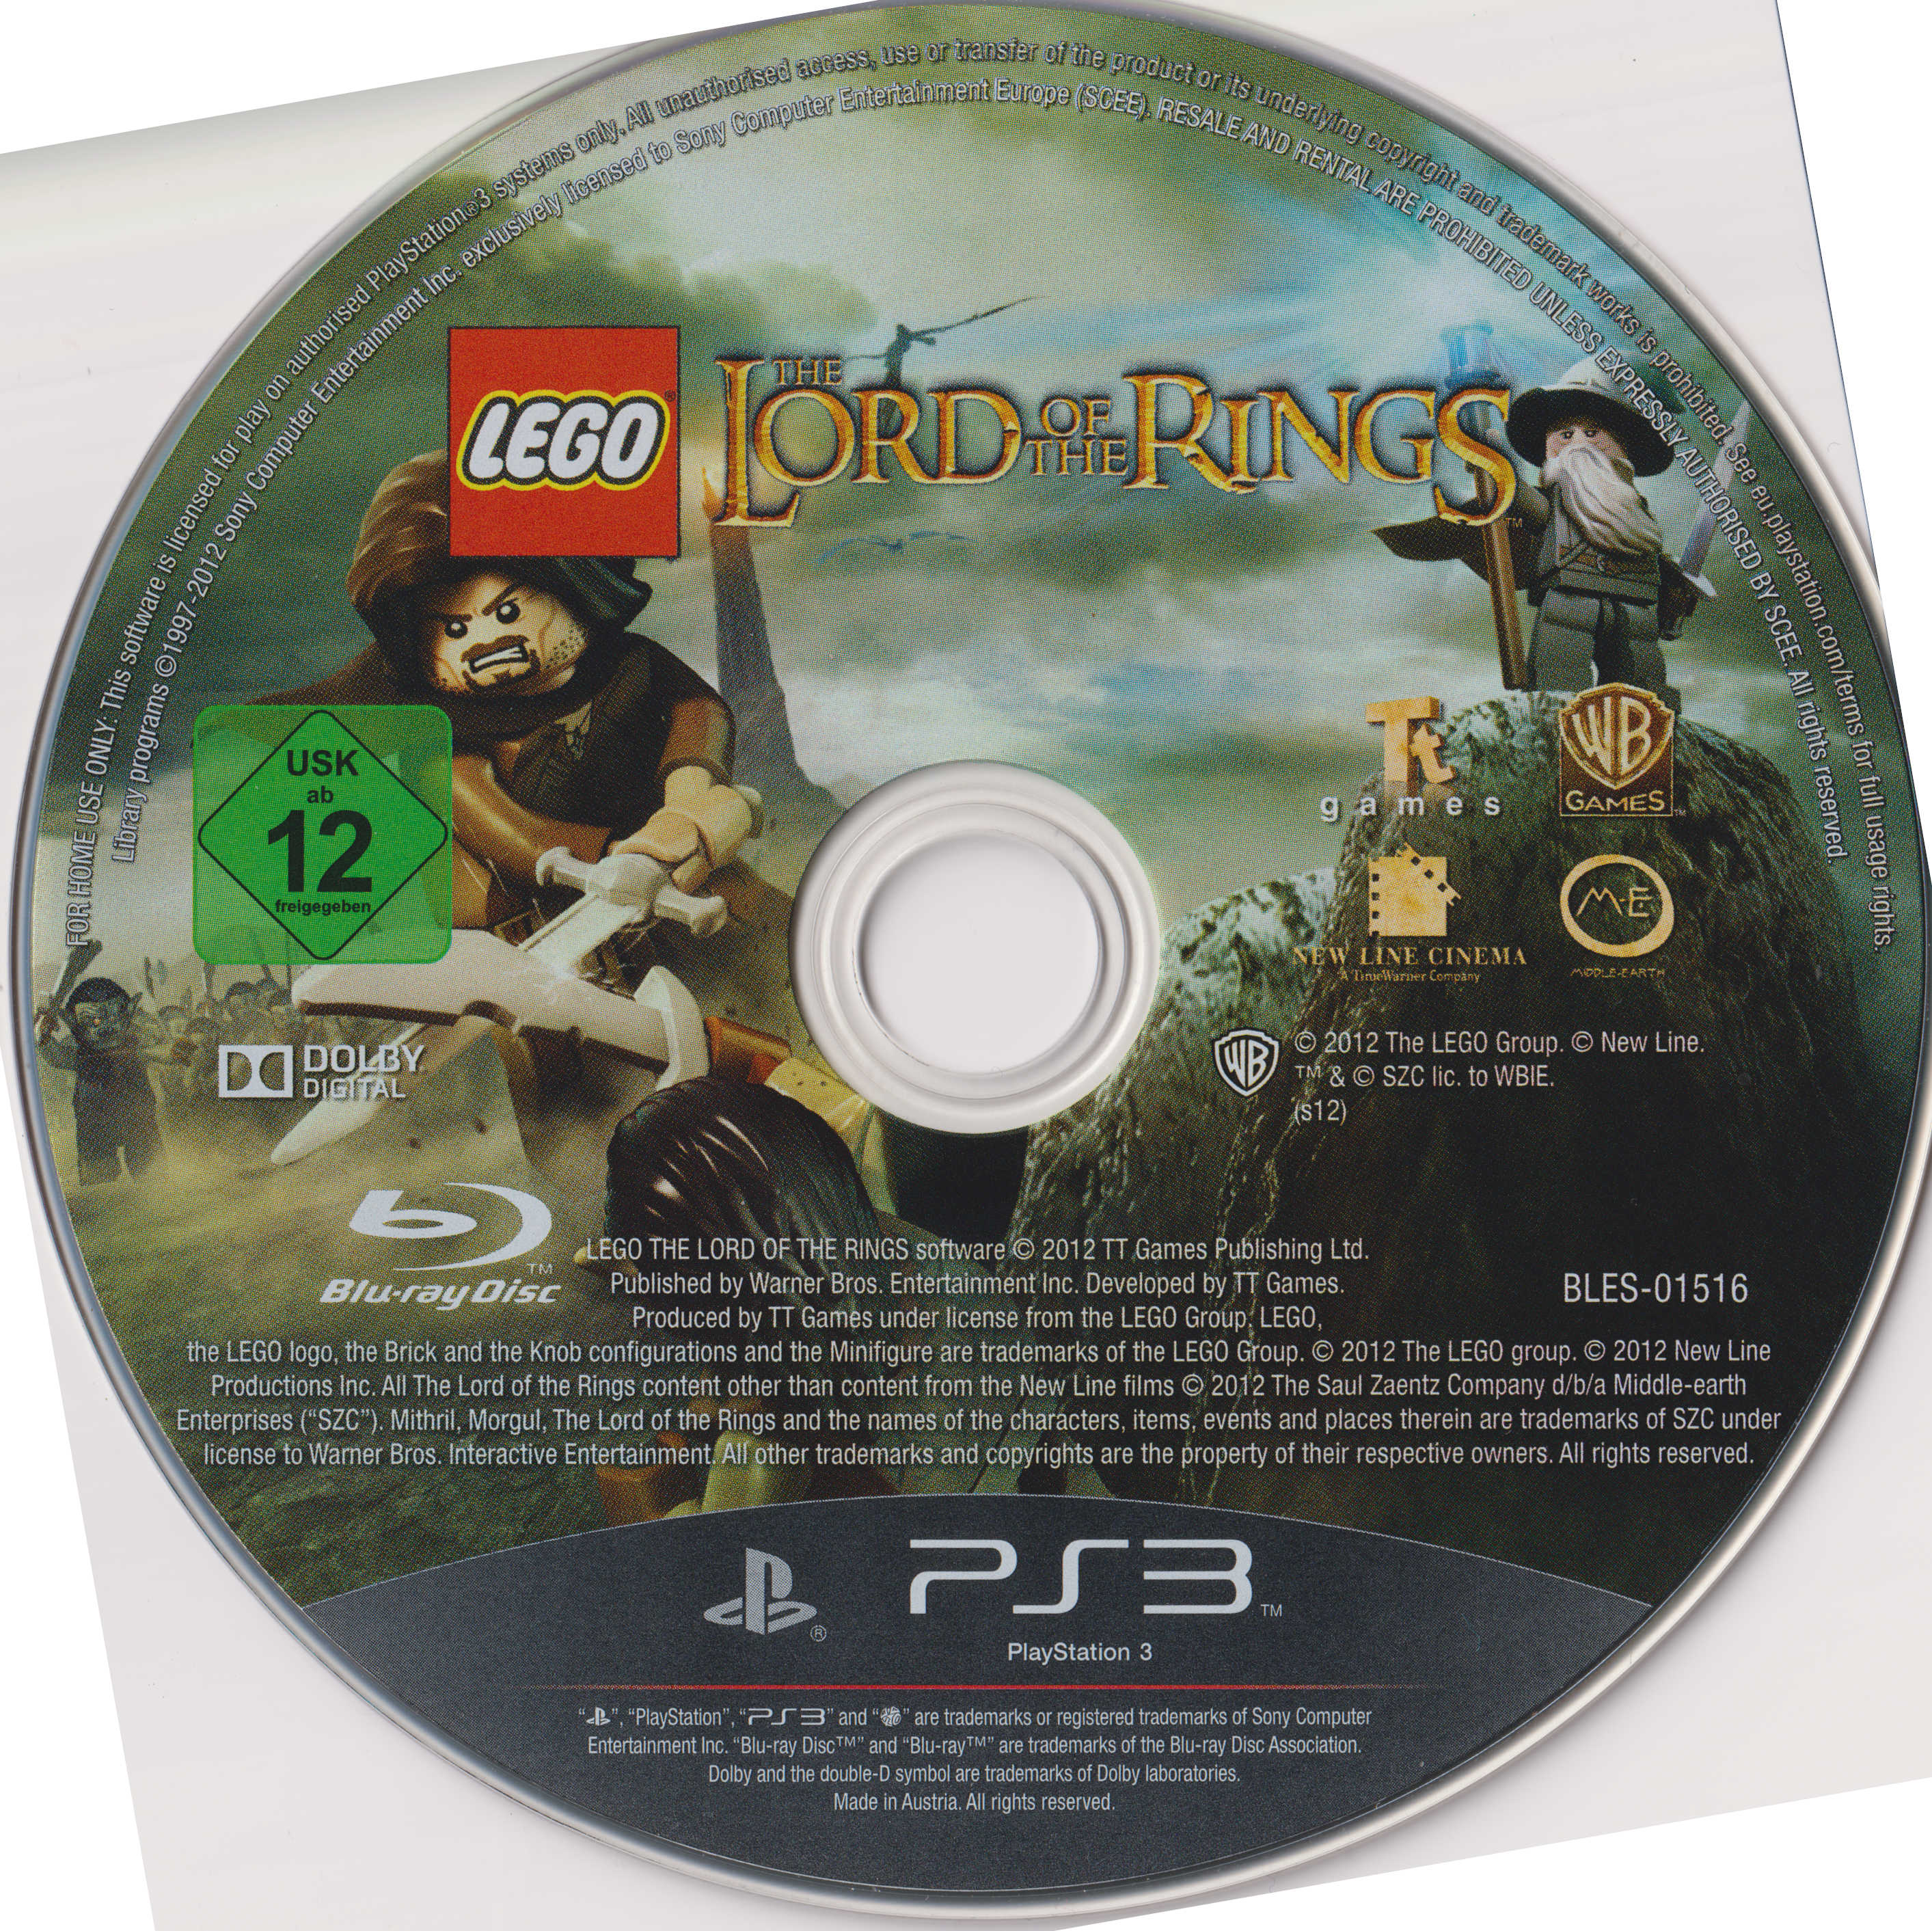 FOR HOME USE ONLY. This software is licensed for play on authorised PlayStation®3 systems only. All unauthorised access, use or transfer of the product or its underlying copyright and trademark works is prohibited. See eu.playstation.com/terms for full usage rights.
Library programs ©1997-2012 Sony Computer Entertainment Inc. exclusively licensed to Sony Computer Entertainment Europe (SCEE). RESALE AND RENTAL ARE PROHIBITED UNLESS EXPRESSLY AUTHORISED BY SCEE. All rights reserved.
LEGO®
THE LORD OF THE RINGS™
USK
ab
12
freigegeben
Tt
games
WB
GAMES™
NEW LINE CINEMA
A TimeWarner Company
M-E
MIDDLE-EARTH
DOLBY
DIGITAL
WB
© 2012 The LEGO Group. © New Line.
™ & © SZC lic. to WBIE.
(s12)
Blu-ray Disc™
LEGO THE LORD OF THE RINGS software © 2012 TT Games Publishing Ltd.
Published by Warner Bros. Entertainment Inc. Developed by TT Games.
BLES-01516
Produced by TT Games under license from the LEGO Group. LEGO,
the LEGO logo, the Brick and the Knob configurations and the Minifigure are trademarks of the LEGO Group. © 2012 The LEGO group. © 2012 New Line
Productions Inc. All The Lord of the Rings content other than content from the New Line films © 2012 The Saul Zaentz Company d/b/a Middle-earth
Enterprises (“SZC”). Mithril, Morgul, The Lord of the Rings and the names of the characters, items, events and places therein are trademarks of SZC under
license to Warner Bros. Interactive Entertainment. All other trademarks and copyrights are the property of their respective owners. All rights reserved.
® PS3™
PlayStation 3
“ ”, “PlayStation”, “PS3” and “ ” are trademarks or registered trademarks of Sony Computer
Entertainment Inc. “Blu-ray Disc™” and “Blu-ray™” are trademarks of the Blu-ray Disc Association.
Dolby and the double-D symbol are trademarks of Dolby laboratories.
Made in Austria. All rights reserved.